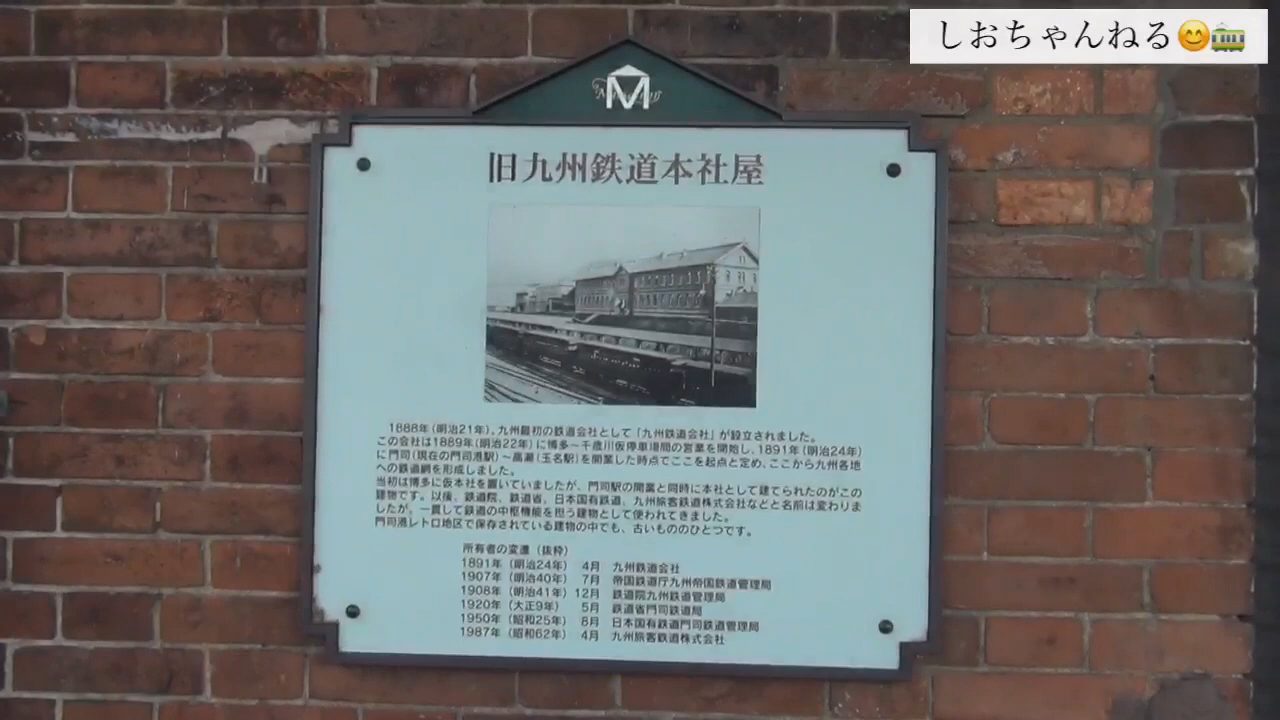 しおちゃんねる😊🚃
M
旧九州鉄道本社屋
1888年(明治21年)、九州最初の鉄道会社として「九州鉄道会社」が設立されました。
この会社は1889年(明治22年)に博多~千歳川仮停車場間の営業を開始し、1891年(明治24年)
に門司(現在の門司港駅)~高瀬(玉名駅)を開業した時点でここを起点と定め、ここから九州各地
への鉄道網を形成しました。
当初は博多に仮本社を置いていましたが、門司駅の開業と同時に本社として建てられたのがこの
建物です。以後、鉄道院、鉄道省、日本国有鉄道、九州旅客鉄道株式会社などと名前は変わりま
したが、一貫して鉄道の中枢機能を担う建物として使われてきました。
門司港レトロ地区で保存されている建物の中でも、古いもののひとつです。
所有者の変遷(抜粋)
1891年(明治24年) 4月 九州鉄道会社
1907年(明治40年) 7月 帝国鉄道庁九州帝国鉄道管理局
1908年(明治41年) 12月 鉄道院九州鉄道管理局
1920年(大正9年) 5月 鉄道省門司鉄道局
1950年(昭和25年) 8月 日本国有鉄道門司鉄道管理局
1987年(昭和62年) 4月 九州旅客鉄道株式会社